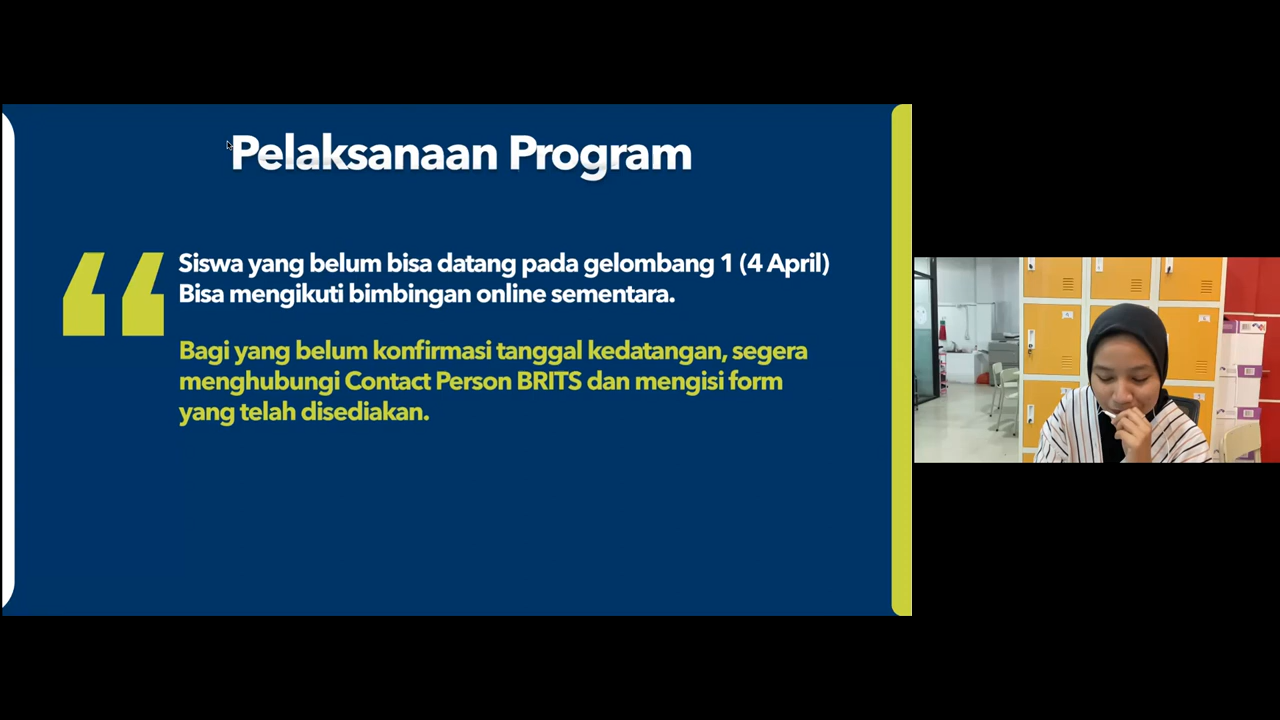 Pelaksanaan Program
Siswa yang belum bisa datang pada gelombang 1 (4 April)
Bisa mengikuti bimbingan online sementara.
Bagi yang belum konfirmasi tanggal kedatangan, segera
menghubungi Contact Person BRITS dan mengisi form
yang telah disediakan.